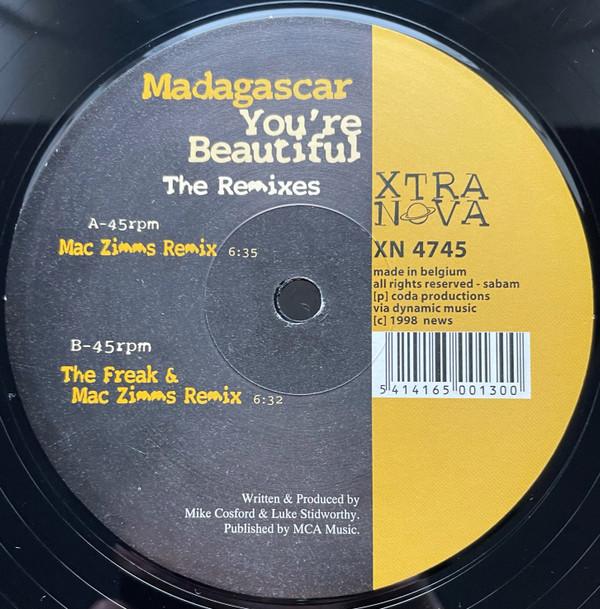 Madagascar
You're
Beautiful
The Remixes
A-45rpm
Mac Zimms Remix 6:35
B-45rpm
The Freak &
Mac Zimms Remix 6:32
Written & Produced by
Mike Cosford & Luke Stidworthy.
Published by MCA Music.
XTRA
NOVA
XN 4745
made in belgium
all rights reserved - sabam
[p] coda productions
via dynamic music
[c] 1998 news
5 414165 001300